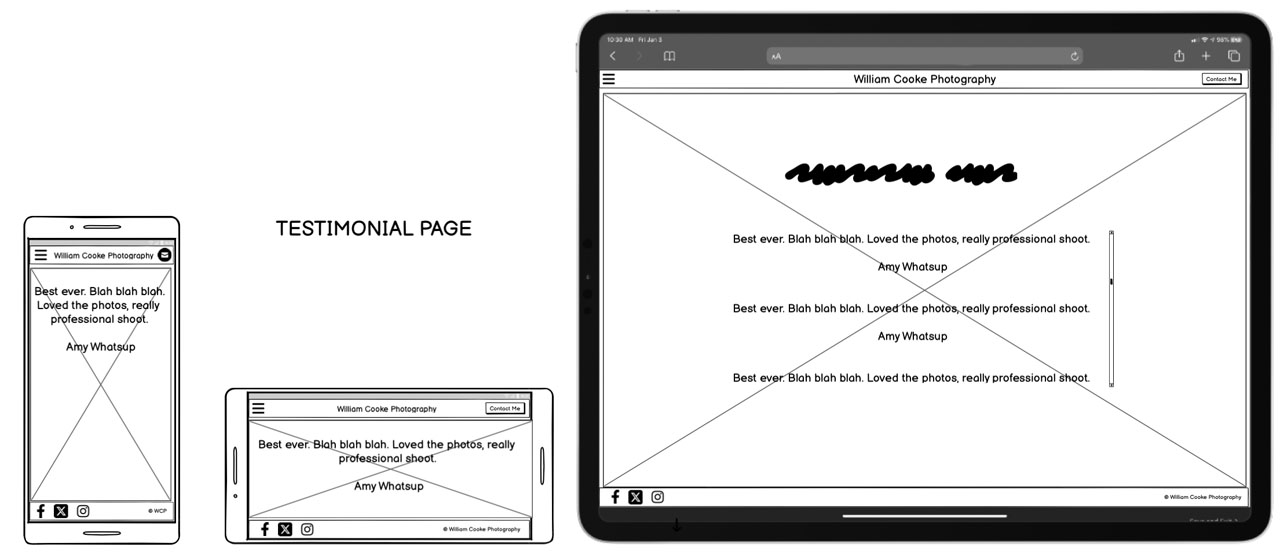 TESTIMONIAL PAGE
William Cooke Photography
Best ever. Blah blah blah.
Loved the photos, really
professional shoot.
Amy Whatsup
© WCP
William Cooke Photography
Contact Me
Best ever. Blah blah blah. Loved the photos, really
professional shoot.
Amy Whatsup
© William Cooke Photography
10:30 AM Fri Jan 3
98%
AA
William Cooke Photography
Contact Me
Best ever. Blah blah blah. Loved the photos, really professional shoot.
Amy Whatsup
Best ever. Blah blah blah. Loved the photos, really professional shoot.
Amy Whatsup
Best ever. Blah blah blah. Loved the photos, really professional shoot.
© William Cooke Photography